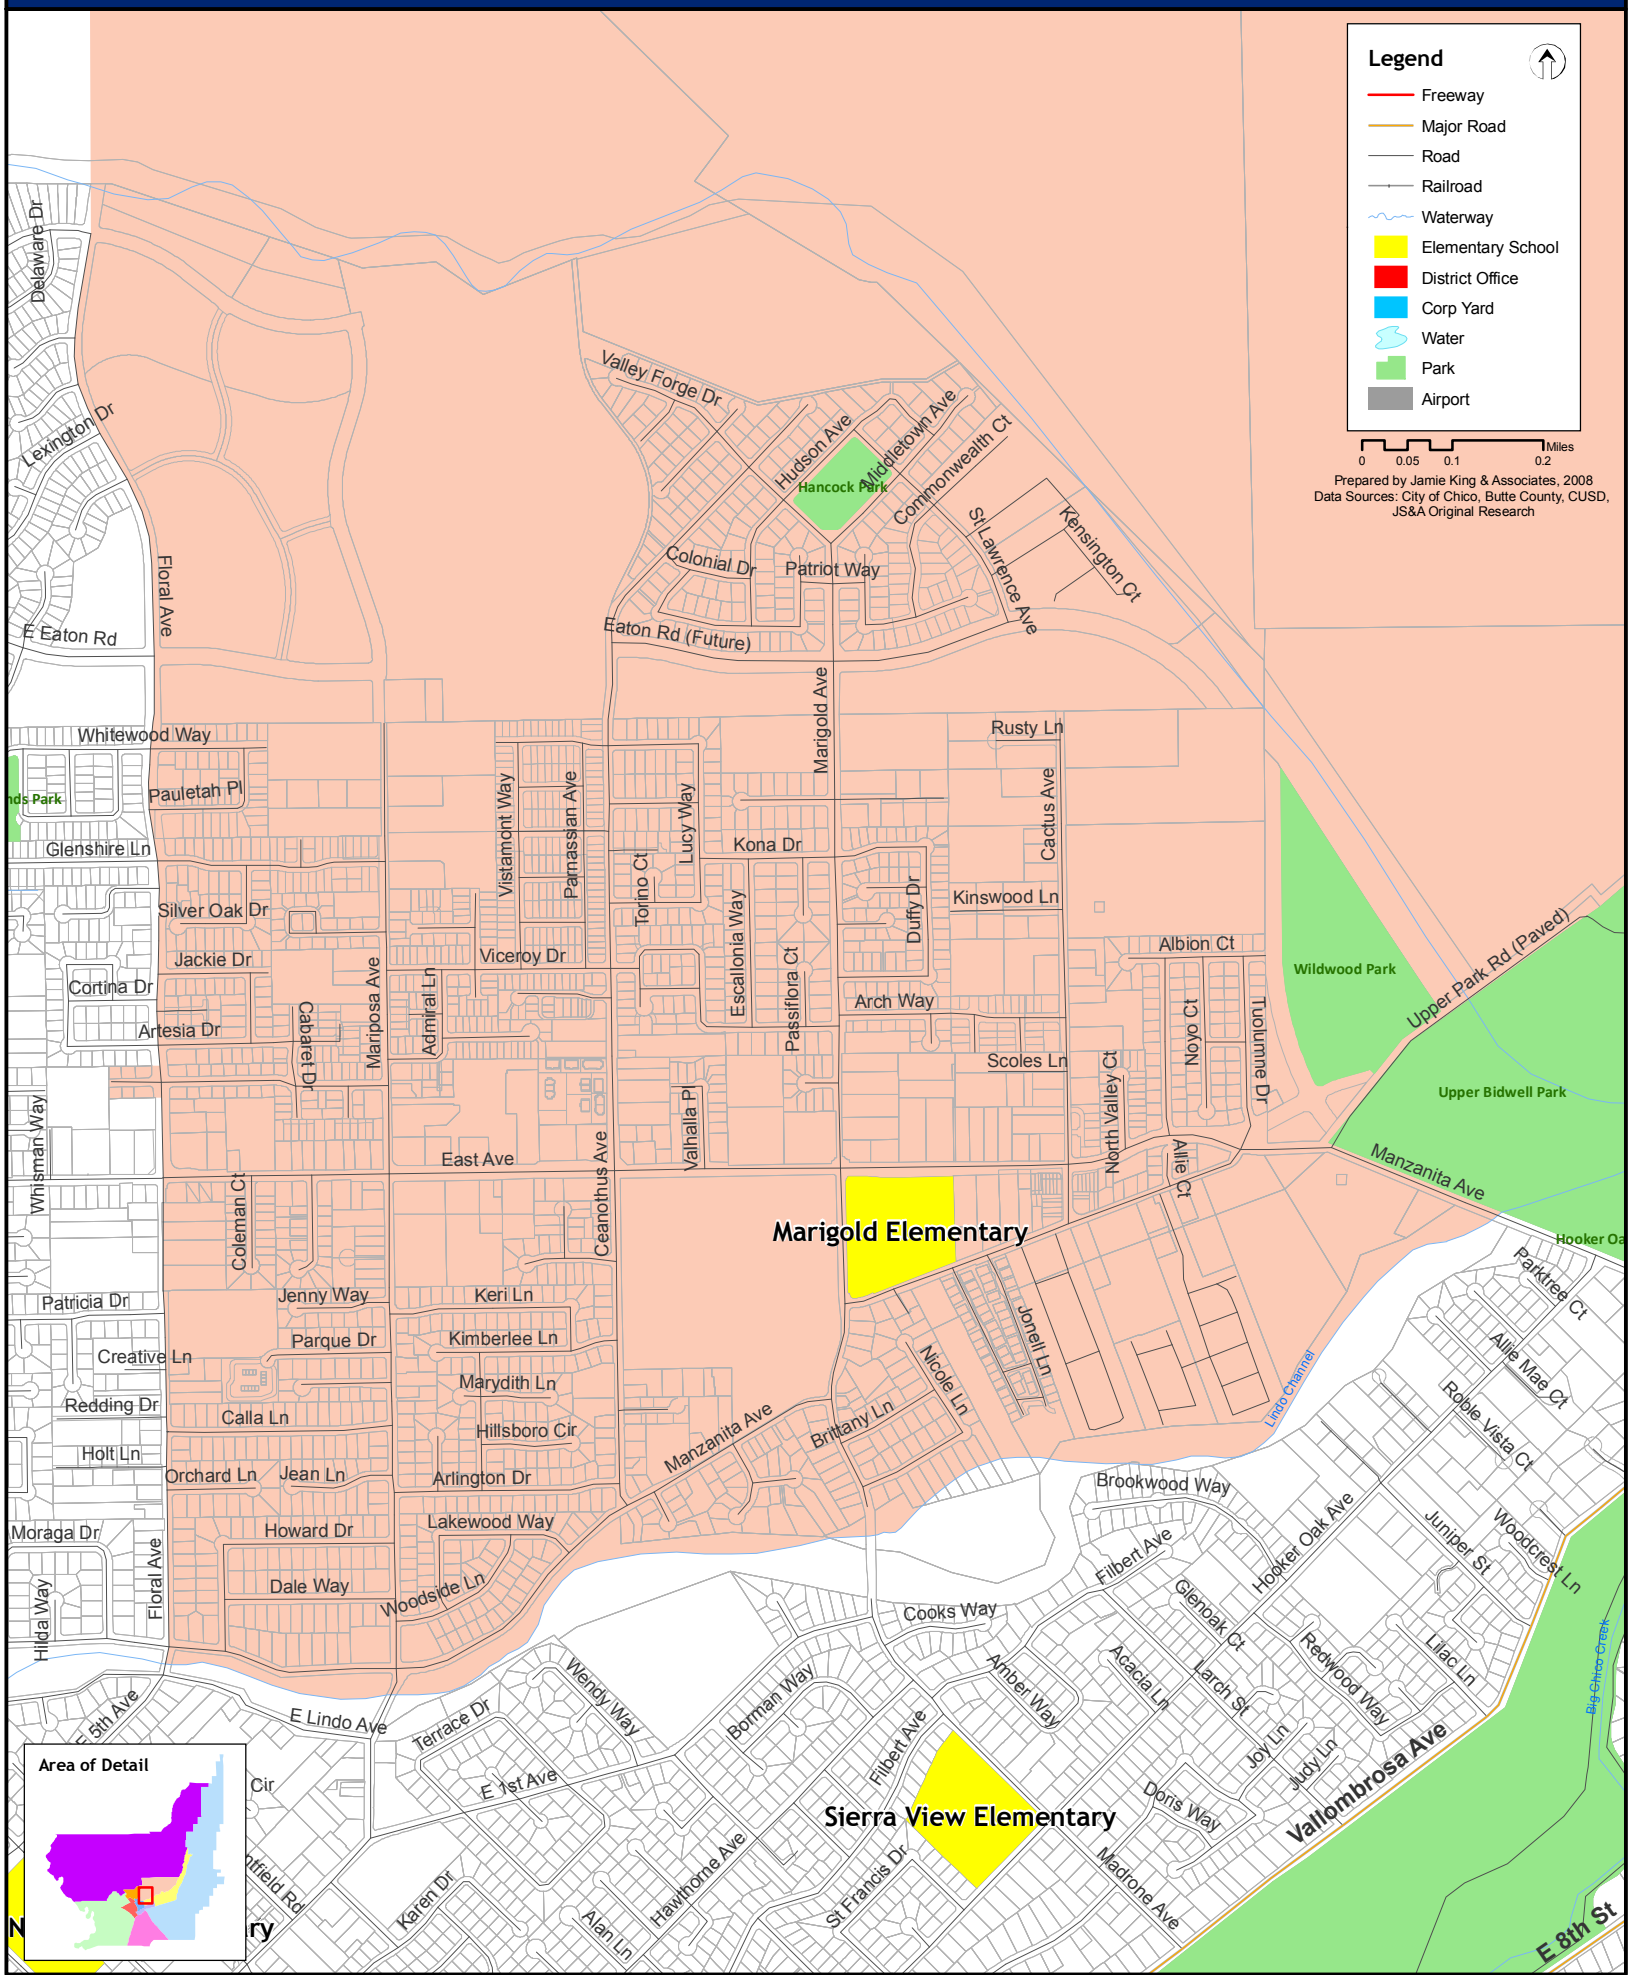 Legend
Freeway
Major Road
Road
Railroad
Waterway
Elementary School
District Office
Corp Yard
Water
Park
Airport
Miles
0 0.05 0.1 0.2
Prepared by Jamie King & Associates, 2008
Data Sources: City of Chico, Butte County, CUSD,
JS&A Original Research
Delaware Dr
Lexington Dr
Valley Forge Dr
Hudson Ave
Middletown Ave
Commonwealth Ct
Hancock Park
St Lawrence Ave
Kensington Ct
Colonial Dr
Patriot Way
Floral Ave
E Eaton Rd
Eaton Rd (Future)
Marigold Ave
Whitewood Way
Rusty Ln
Pauletah Pl
nds Park
Vistamont Way
Parnassian Ave
Lucy Way
Cactus Ave
Glenshire Ln
Kona Dr
Torino Ct
Silver Oak Dr
Escallonia Way
Duffy Dr
Kinswood Ln
Upper Park Rd (Paved)
Albion Ct
Jackie Dr
Viceroy Dr
Wildwood Park
Cortina Dr
Mariposa Ave
Admiral Ln
Passiflora Ct
Arch Way
Noyo Ct
Tuolumne Dr
Artesia Dr
Cabaret Dr
Scoles Ln
North Valley Ct
Upper Bidwell Park
Whisman Way
Valhalla Pl
East Ave
Ceanothus Ave
Allie Ct
Manzanita Ave
Coleman Ct
Marigold Elementary
Hooker Oa
Parktree Ct
Patricia Dr
Jenny Way
Keri Ln
Parque Dr
Kimberlee Ln
Jonell Ln
Creative Ln
Nicole Ln
Lindo Channel
Allie Mae Ct
Marydith Ln
Redding Dr
Calla Ln
Roble Vista Ct
Hillsboro Cir
Manzanita Ave
Brittany Ln
Holt Ln
Orchard Ln
Jean Ln
Arlington Dr
Brookwood Way
Hooker Oak Ave
Moraga Dr
Howard Dr
Lakewood Way
Juniper St
Woodcrest Ln
Floral Ave
Filbert Ave
Hilda Way
Dale Way
Woodside Ln
Glenoak Ct
Cooks Way
Redwood Way
Lilac Ln
Big Chico Creek
Amber Way
Acacia Ln
Larch St
Wendy Way
Borman Way
E 5th Ave
E Lindo Ave
Terrace Dr
Filbert Ave
Joy Ln
Judy Ln
Vallombrosa Ave
Area of Detail
Cir
E 1st Ave
Doris Way
Sierra View Elementary
Hawthorne Ave
Madrone Ave
ntfield Rd
Karen Dr
St Francis Dr
Alan Ln
N
ry
E 8th St